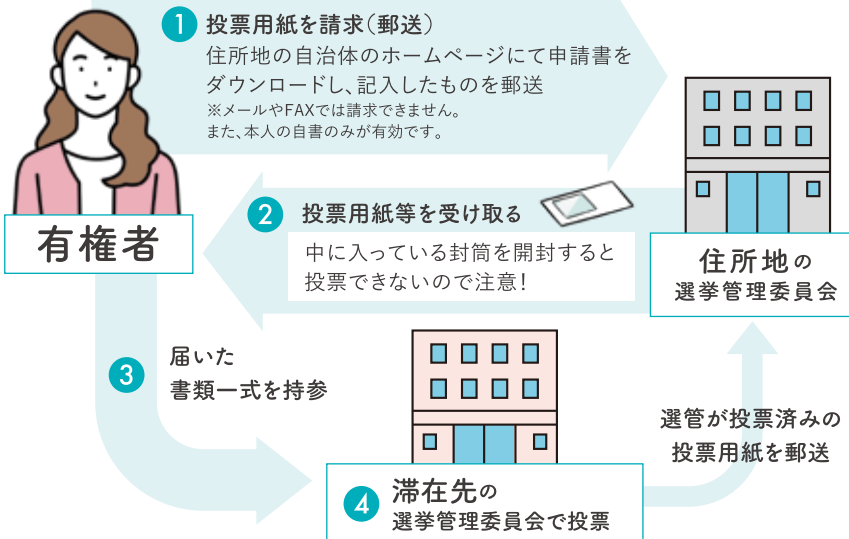 1 投票用紙を請求（郵送）
住所地の自治体のホームページにて申請書を
ダウンロードし、記入したものを郵送
※メールやFAXでは請求できません。
また、本人の自書のみが有効です。
有権者
2 投票用紙等を受け取る
中に入っている封筒を開封すると
投票できないので注意！
住所地の
選挙管理委員会
3 届いた
書類一式を持参
4 滞在先の
選挙管理委員会で投票
選管が投票済みの
投票用紙を郵送